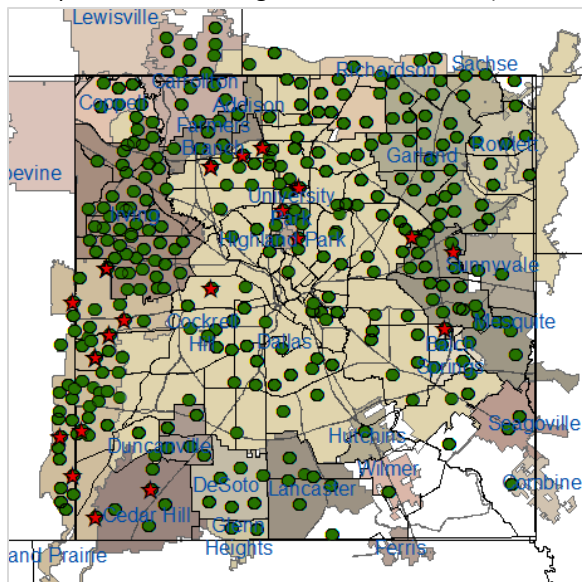 Lewisville
Carrollton
Richardson
Sachse
Coppell
Addison
Farmers
Branch
Garland
Rowlett
pevine
University
Park
Irving
Highland Park
Sunnyvale
Cockrell
Hill
Dallas
Mesquite
Balch
Springs
Seagoville
Duncanville
Hutchins
Wilmer
Combine
DeSoto
Lancaster
Cedar Hill
Glenn
Heights
and Prairie
Ferris